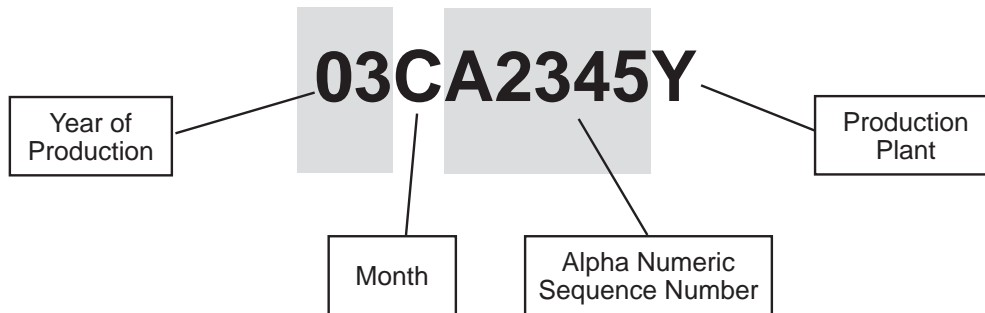 03CA2345Y
Year of
Production
Production
Plant
Month
Alpha Numeric
Sequence Number